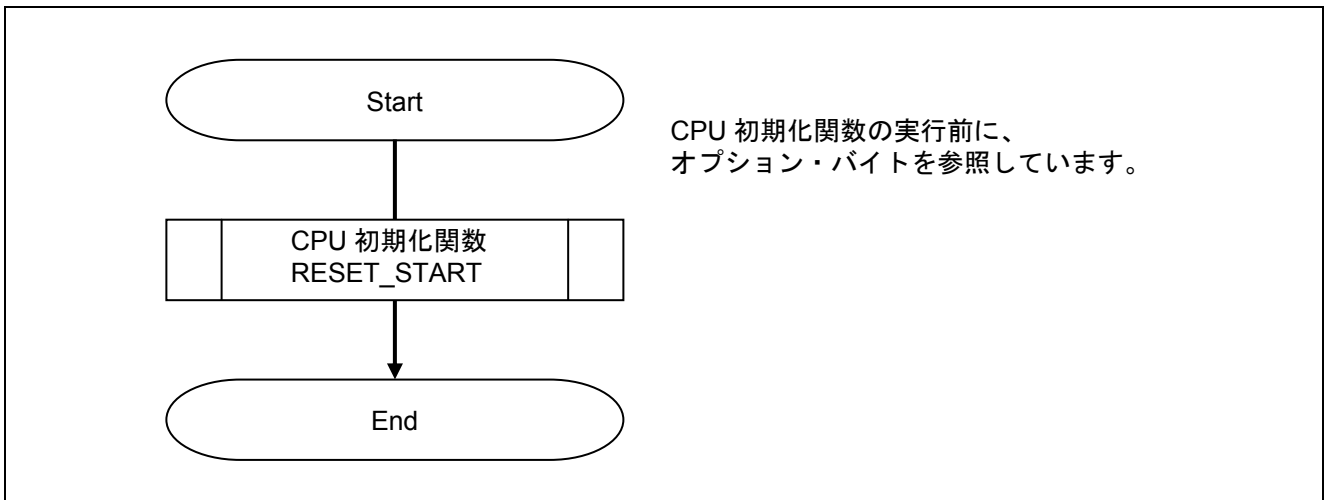 Start
CPU 初期化関数の実行前に、
オプション・バイトを参照しています。
CPU 初期化関数
RESET_START
End